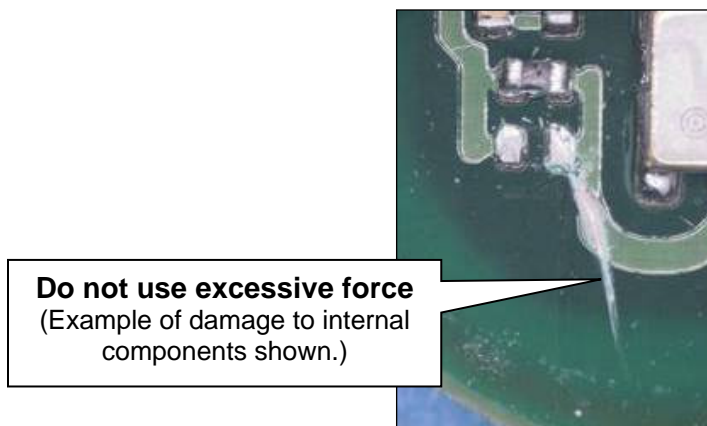 Do not use excessive force
(Example of damage to internal
components shown.)